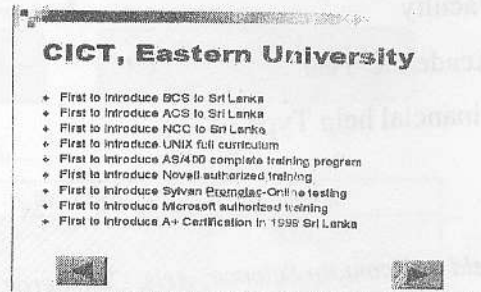 CICT, Eastern University
First to Introduce BCS to Sri Lanka
First to Introduce ACS to Sri Lanka
First to Introduce NCC to Sri Lanka
First to Introduce UNIX full curriculum
First to Introduce AS/400 complete training program
First to Introduce Novell authorized training
First to Introduce Sylvan Prometac-Online testing
First to Introduce Microsoft authorized training
First to Introduce A+ Certification in 1998 Sri Lanka